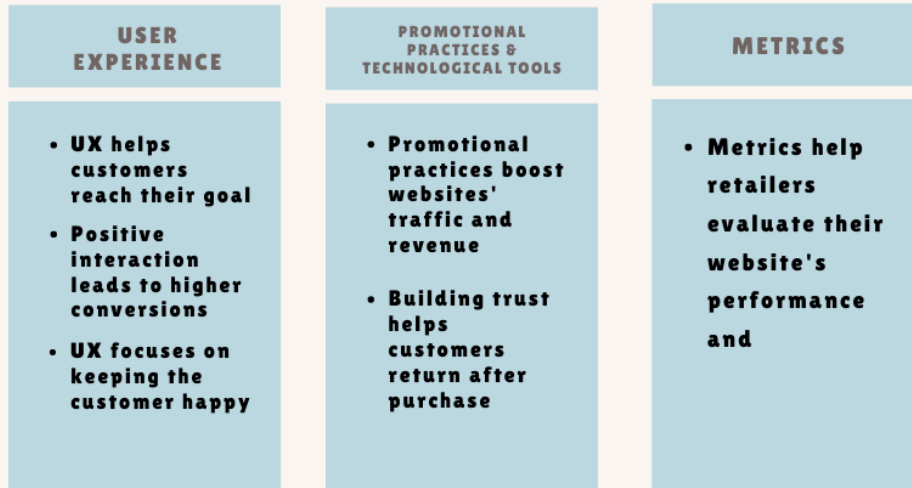 USER
EXPERIENCE
• UX helps
customers
reach their goal
• Positive
interaction
leads to higher
conversions
• UX focuses on
keeping the
customer happy
PROMOTIONAL
PRACTICES &
TECHNOLOGICAL TOOLS
• Promotional
practices boost
websites'
traffic and
revenue
• Building trust
helps
customers
return after
purchase
METRICS
• Metrics help
retailers
evaluate their
website's
performance
and